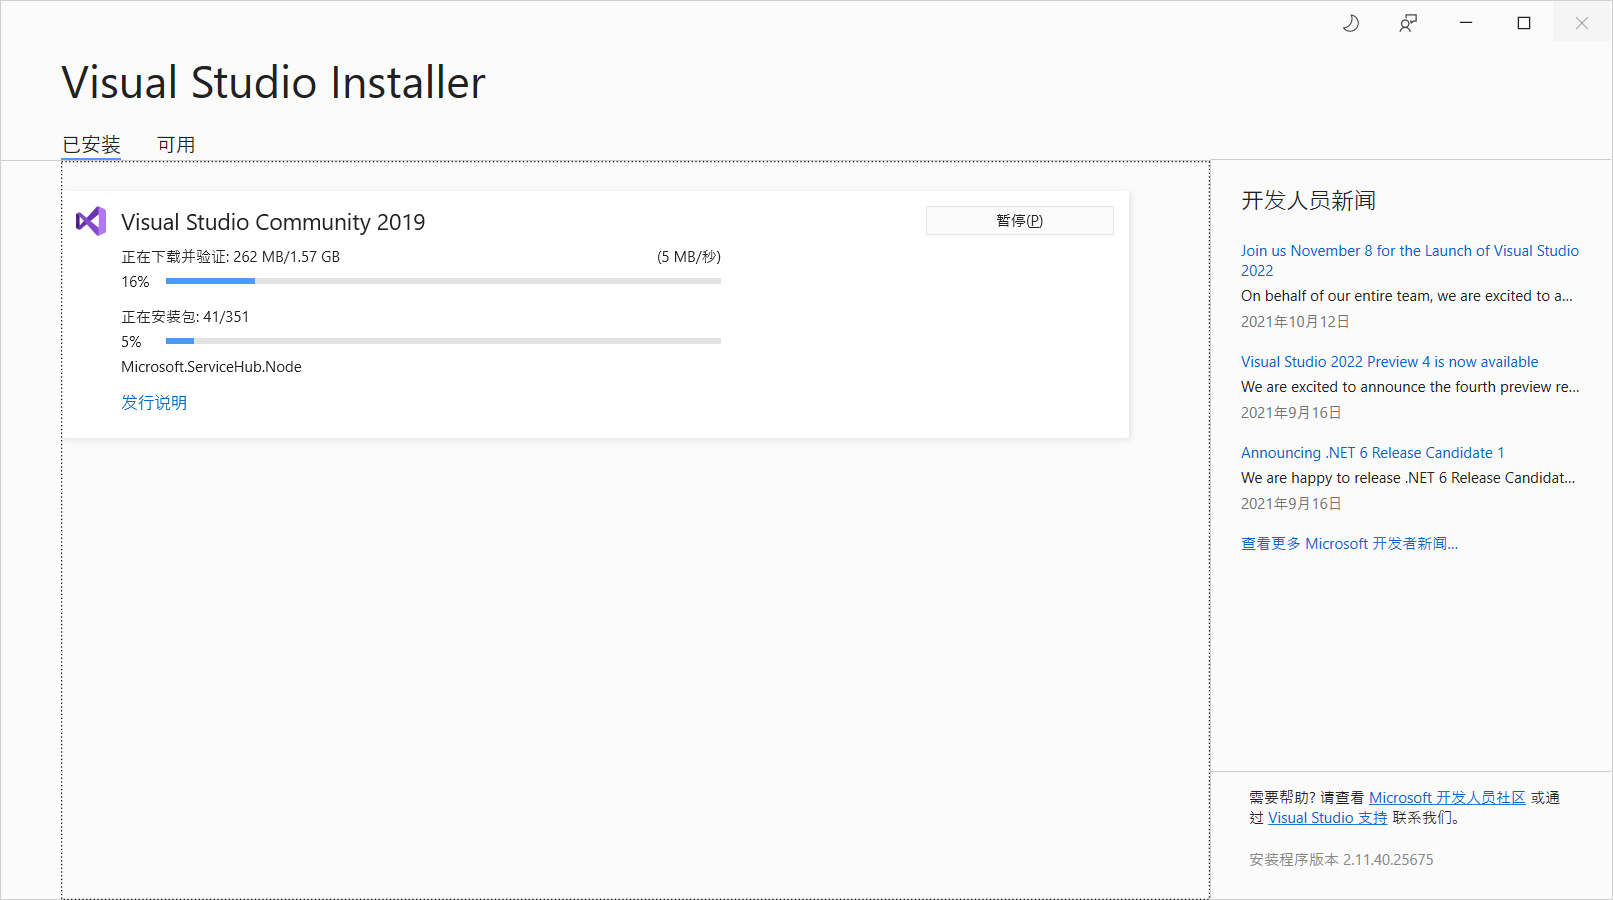 Visual Studio Installer
已安装 可用
Visual Studio Community 2019
暂停(P)
正在下载并验证: 262 MB/1.57 GB (5 MB/秒)
16%
正在安装包: 41/351
5%
Microsoft.ServiceHub.Node
发行说明
开发人员新闻
Join us November 8 for the Launch of Visual Studio
2022
On behalf of our entire team, we are excited to a...
2021年10月12日
Visual Studio 2022 Preview 4 is now available
We are excited to announce the fourth preview re...
2021年9月16日
Announcing .NET 6 Release Candidate 1
We are happy to release .NET 6 Release Candidat...
2021年9月16日
查看更多 Microsoft 开发者新闻...
需要帮助? 请查看 Microsoft 开发人员社区 或通
过 Visual Studio 支持 联系我们。
安装程序版本 2.11.40.25675